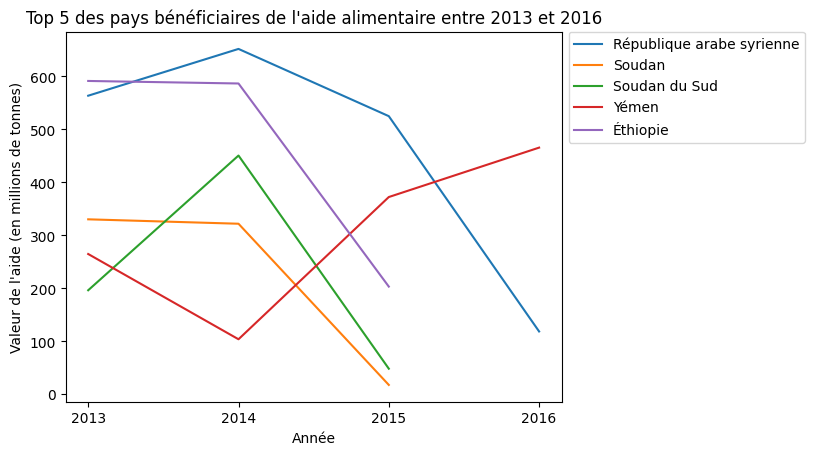 Top 5 des pays bénéficiaires de l'aide alimentaire entre 2013 et 2016
République arabe syrienne
Soudan
Soudan du Sud
Yémen
Éthiopie
Valeur de l'aide (en millions de tonnes)
600
500
400
300
200
100
0
2013
2014
2015
2016
Année